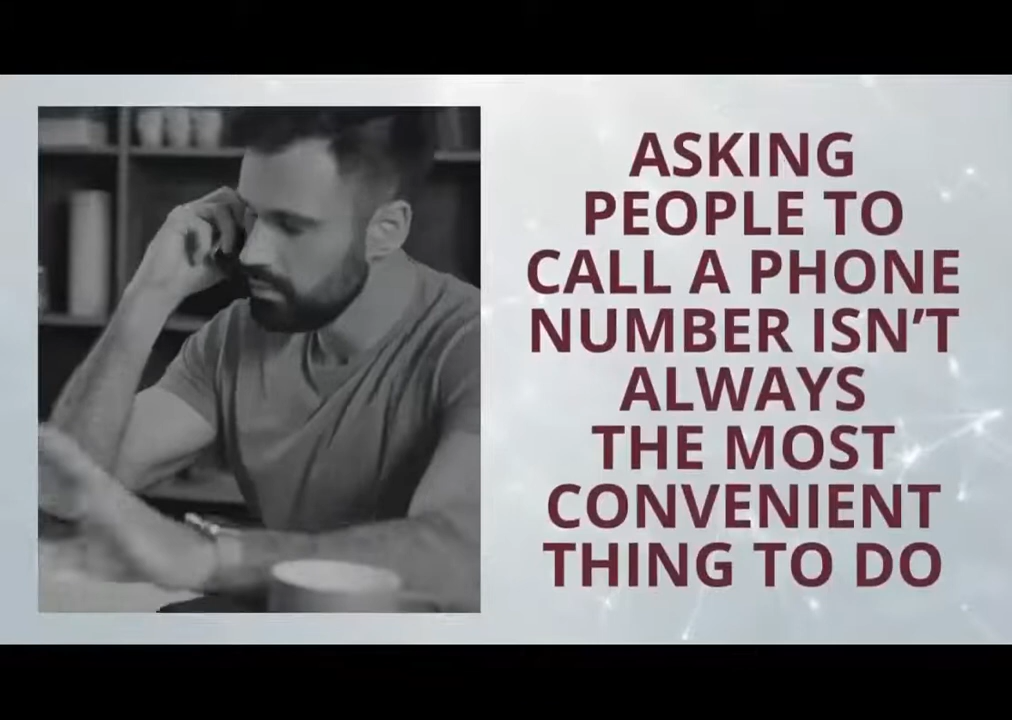 ASKING
PEOPLE TO
CALL A PHONE
NUMBER ISN’T
ALWAYS
THE MOST
CONVENIENT
THING TO DO